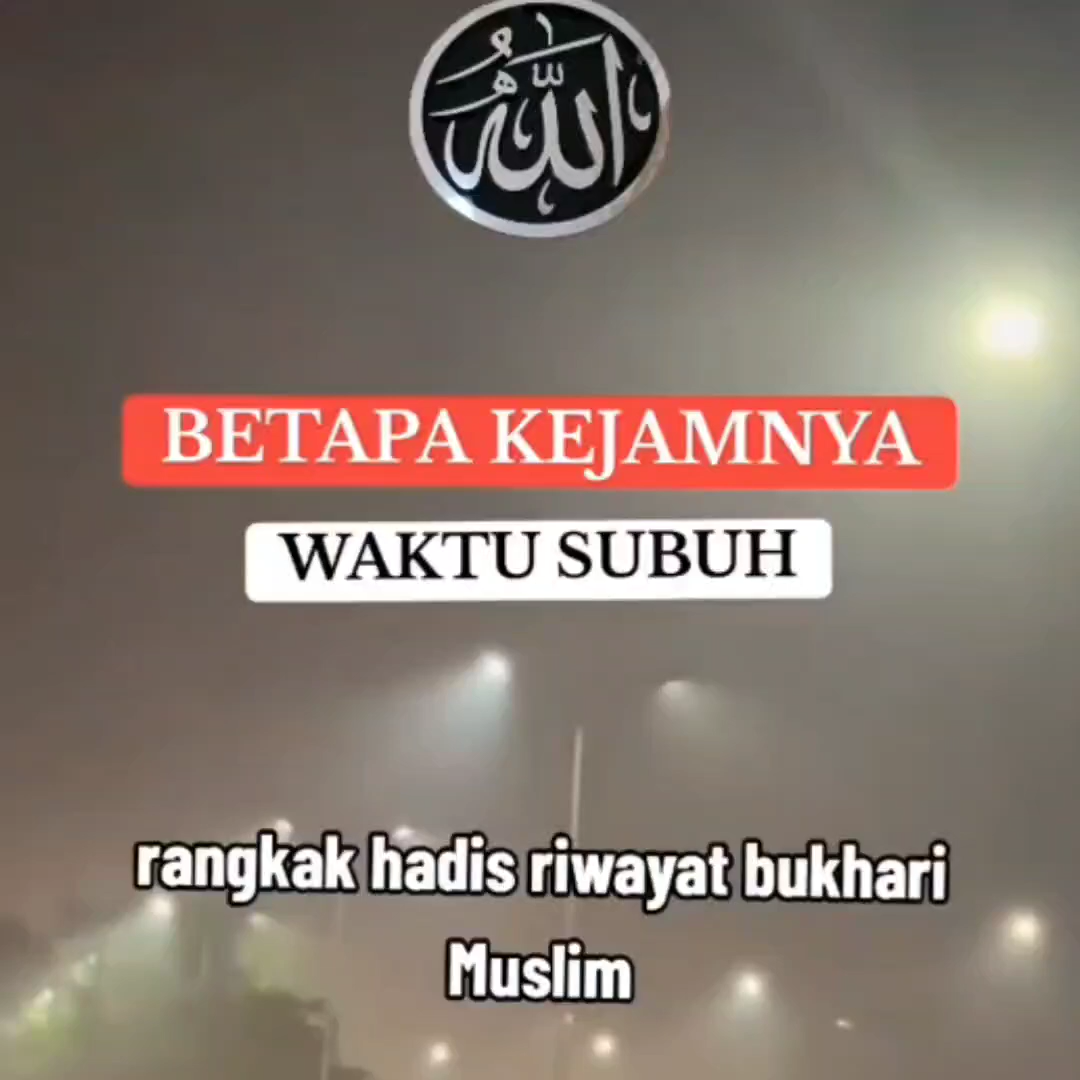 الله
BETAPA KEJAMNYA
WAKTU SUBUH
rangkak hadis riwayat bukhari
Muslim